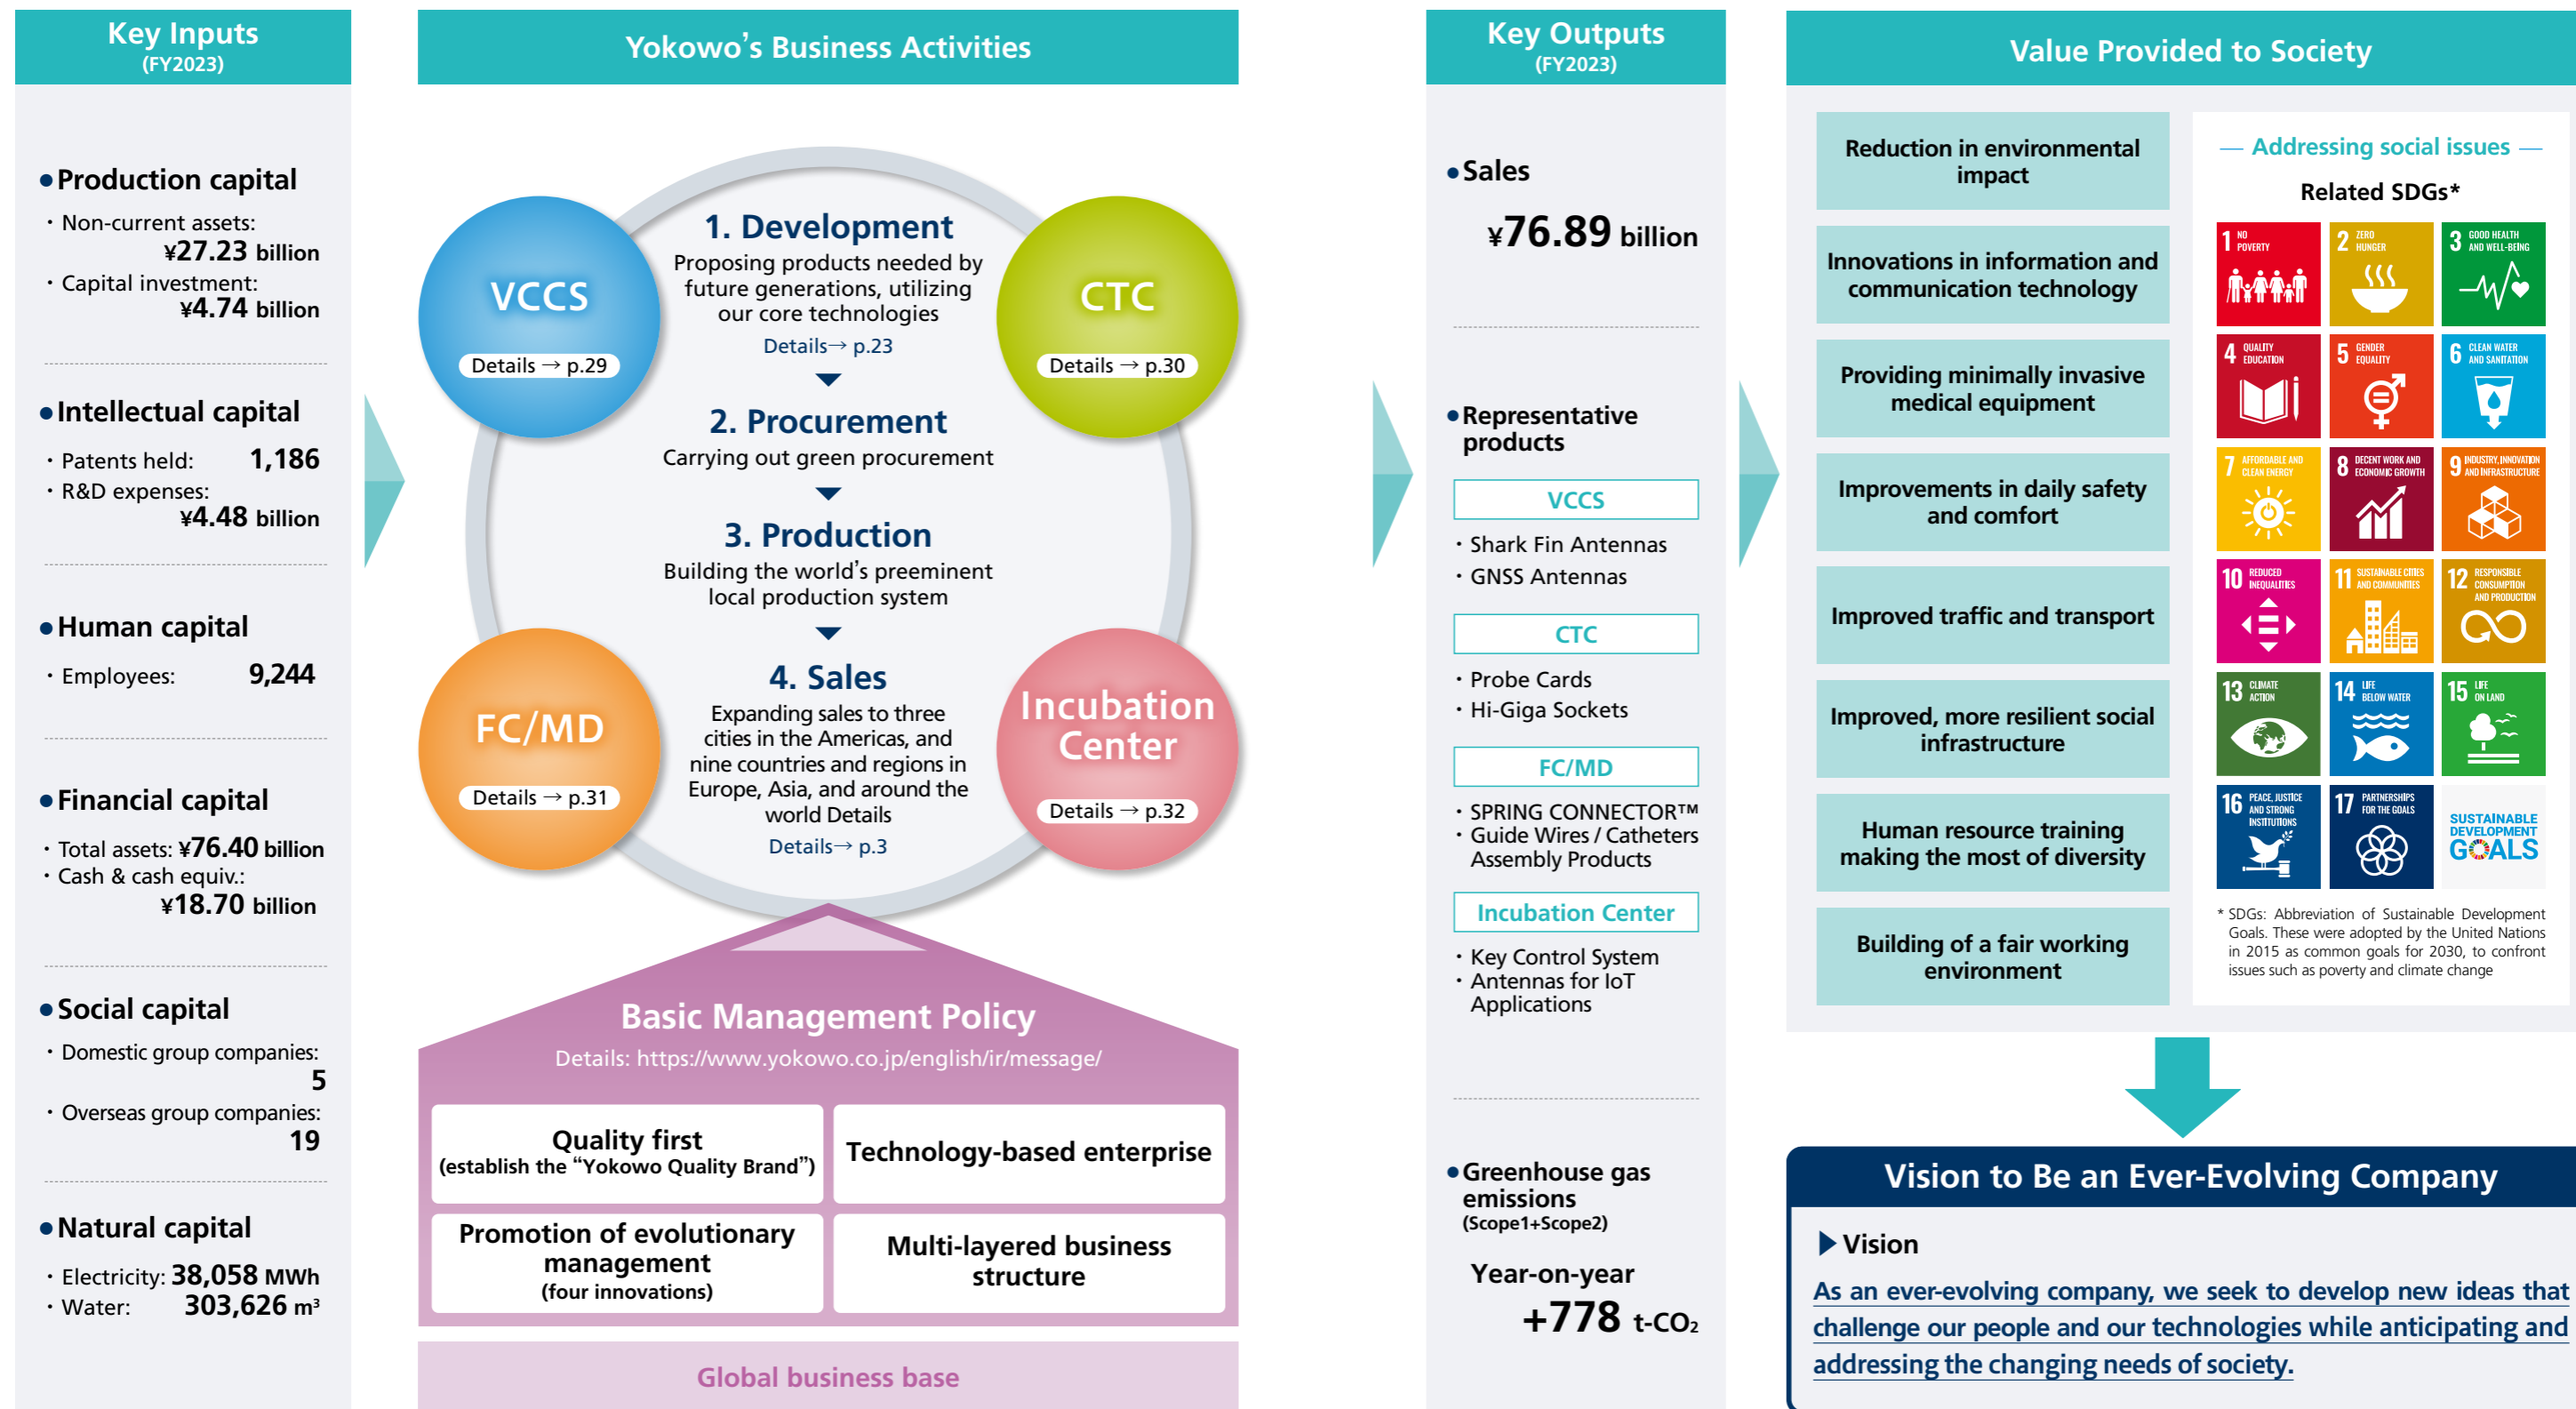 Key Inputs
(FY2023)
•Production capital
・Non-current assets:
¥27.23 billion
・Capital investment:
¥4.74 billion
•Intellectual capital
・Patents held: 1,186
・R&D expenses:
¥4.48 billion
•Human capital
・Employees: 9,244
•Financial capital
・Total assets: ¥76.40 billion
・Cash & cash equiv.:
¥18.70 billion
•Social capital
・Domestic group companies:
5
・Overseas group companies:
19
•Natural capital
・Electricity: 38,058 MWh
・Water: 303,626 m³
Yokowo's Business Activities
VCCS
Details → p.29
CTC
Details → p.30
1. Development
Proposing products needed by
future generations, utilizing
our core technologies
Details→ p.23
2. Procurement
Carrying out green procurement
3. Production
Building the world's preeminent
local production system
4. Sales
Expanding sales to three
cities in the Americas, and
nine countries and regions in
Europe, Asia, and around the
world Details
Details→ p.3
FC/MD
Details → p.31
Incubation
Center
Details → p.32
Basic Management Policy
Details: https://www.yokowo.co.jp/english/ir/message/
Quality first
(establish the “Yokowo Quality Brand”)
Technology-based enterprise
Promotion of evolutionary
management
(four innovations)
Multi-layered business
structure
Global business base
Key Outputs
(FY2023)
•Sales
¥76.89 billion
•Representative
products
VCCS
・Shark Fin Antennas
・GNSS Antennas
CTC
・Probe Cards
・Hi-Giga Sockets
FC/MD
・SPRING CONNECTOR™
・Guide Wires / Catheters
Assembly Products
Incubation Center
・Key Control System
・Antennas for IoT
Applications
•Greenhouse gas
emissions
(Scope1+Scope2)
Year-on-year
+778 t-CO₂
Value Provided to Society
Reduction in environmental
impact
Innovations in information and
communication technology
Providing minimally invasive
medical equipment
Improvements in daily safety
and comfort
Improved traffic and transport
Improved, more resilient social
infrastructure
Human resource training
making the most of diversity
Building of a fair working
environment
— Addressing social issues —
Related SDGs*
1 NO
POVERTY
2 ZERO
HUNGER
3 GOOD HEALTH
AND WELL-BEING
4 QUALITY
EDUCATION
5 GENDER
EQUALITY
6 CLEAN WATER
AND SANITATION
7 AFFORDABLE AND
CLEAN ENERGY
8 DECENT WORK AND
ECONOMIC GROWTH
9 INDUSTRY, INNOVATION
AND INFRASTRUCTURE
10 REDUCED
INEQUALITIES
11 SUSTAINABLE CITIES
AND COMMUNITIES
12 RESPONSIBLE
CONSUMPTION
AND PRODUCTION
13 CLIMATE
ACTION
14 LIFE
BELOW WATER
15 LIFE
ON LAND
16 PEACE, JUSTICE
AND STRONG
INSTITUTIONS
17 PARTNERSHIPS
FOR THE GOALS
SUSTAINABLE
DEVELOPMENT
GOALS
* SDGs: Abbreviation of Sustainable Development
Goals. These were adopted by the United Nations
in 2015 as common goals for 2030, to confront
issues such as poverty and climate change
Vision to Be an Ever-Evolving Company
Vision
As an ever-evolving company, we seek to develop new ideas that
challenge our people and our technologies while anticipating and
addressing the changing needs of society.